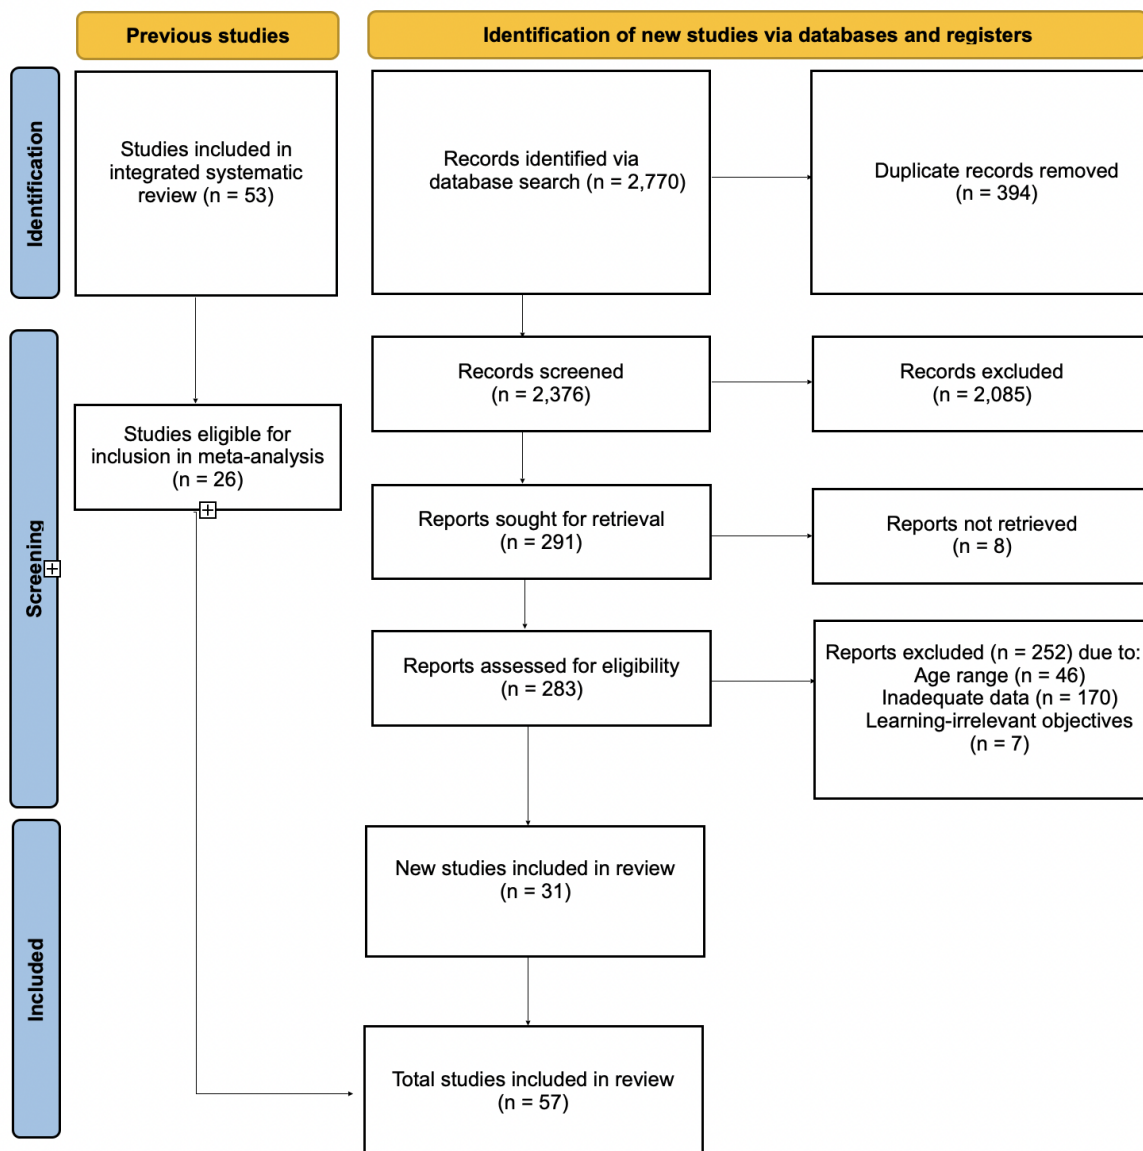 Previous studies
Identification of new studies via databases and registers
Identification
Studies included in
integrated systematic
review (n = 53)
Records identified via
database search (n = 2,770)
Duplicate records removed
(n = 394)
Screening
Records screened
(n = 2,376)
Records excluded
(n = 2,085)
Studies eligible for
inclusion in meta-analysis
(n = 26)
Reports sought for retrieval
(n = 291)
Reports not retrieved
(n = 8)
Reports assessed for eligibility
(n = 283)
Reports excluded (n = 252) due to:
Age range (n = 46)
Inadequate data (n = 170)
Learning-irrelevant objectives
(n = 7)
Included
New studies included in review
(n = 31)
Total studies included in review
(n = 57)